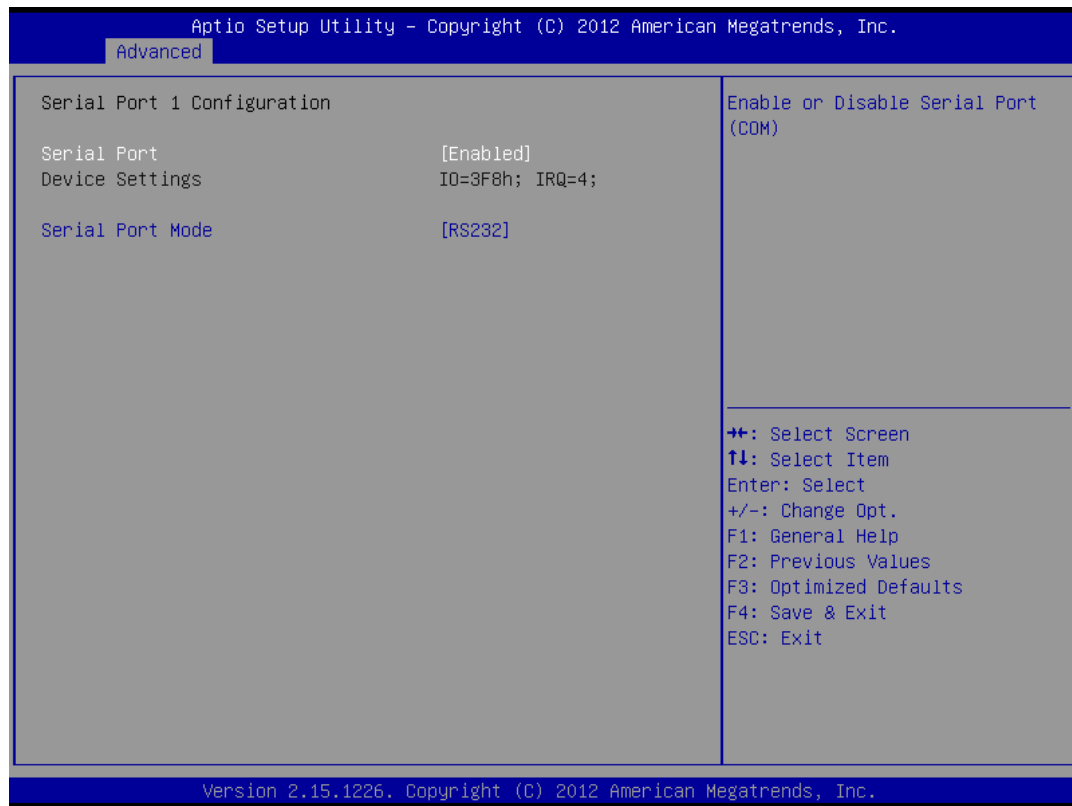 Aptio Setup Utility – Copyright (C) 2012 American Megatrends, Inc.
Advanced
Serial Port 1 Configuration
Serial Port [Enabled]
Device Settings IO=3F8h; IRQ=4;
Serial Port Mode [RS232]
Enable or Disable Serial Port
(COM)
→←: Select Screen
↑↓: Select Item
Enter: Select
+/-: Change Opt.
F1: General Help
F2: Previous Values
F3: Optimized Defaults
F4: Save & Exit
ESC: Exit
Version 2.15.1226. Copyright (C) 2012 American Megatrends, Inc.